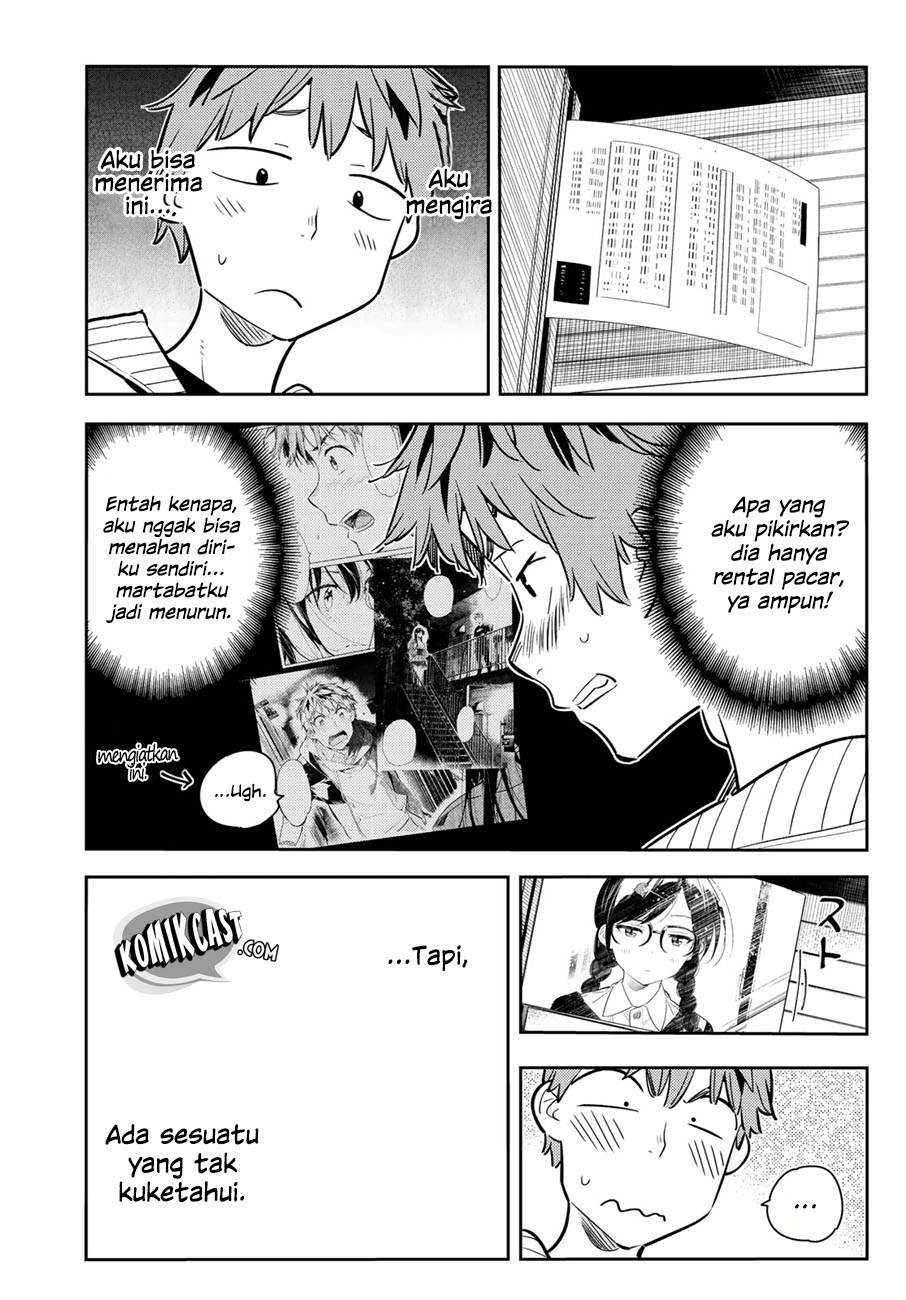 Aku
mengira
Aku bisa
menerima
ini....
Apa yang
aku pikirkan?
dia hanya
rental pacar,
ya ampun!
Entah kenapa,
aku nggak bisa
menahan diri-
ku sendiri...
martabatku
jadi menurun.
mengiatkan
ini.
...Ugh.
スト
...
...Tapi,
KOMIKCAST.COM
Ada sesuatu
yang tak
kuketahui.